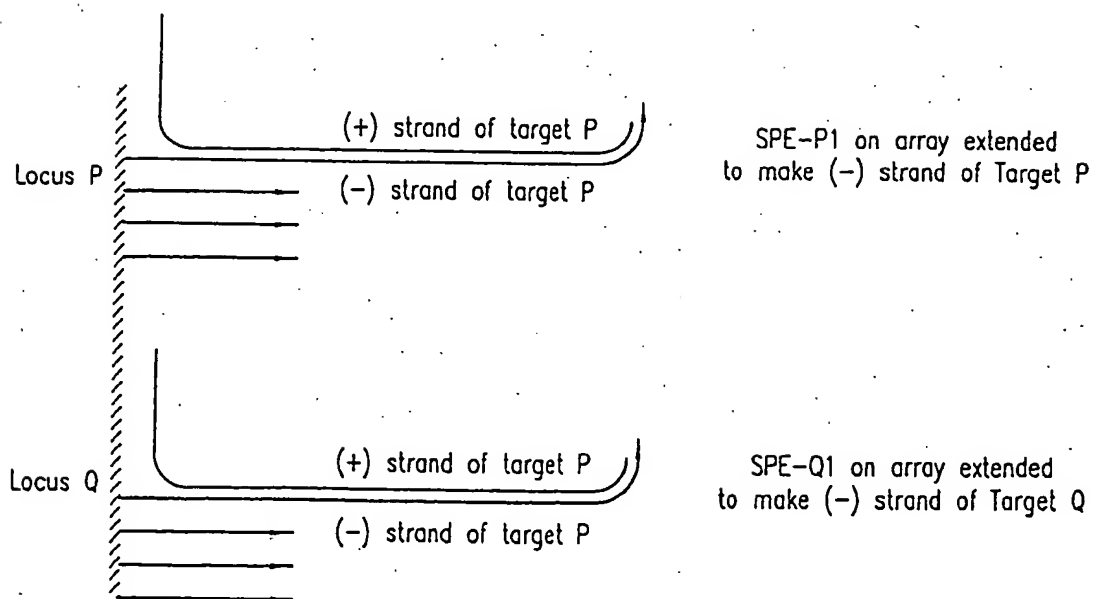 (+) strand of target P
Locus P
(-) strand of target P
SPE-P1 on array extended
to make (-) strand of Target P
(+) strand of target P
Locus Q
(-) strand of target P
SPE-Q1 on array extended
to make (-) strand of Target Q